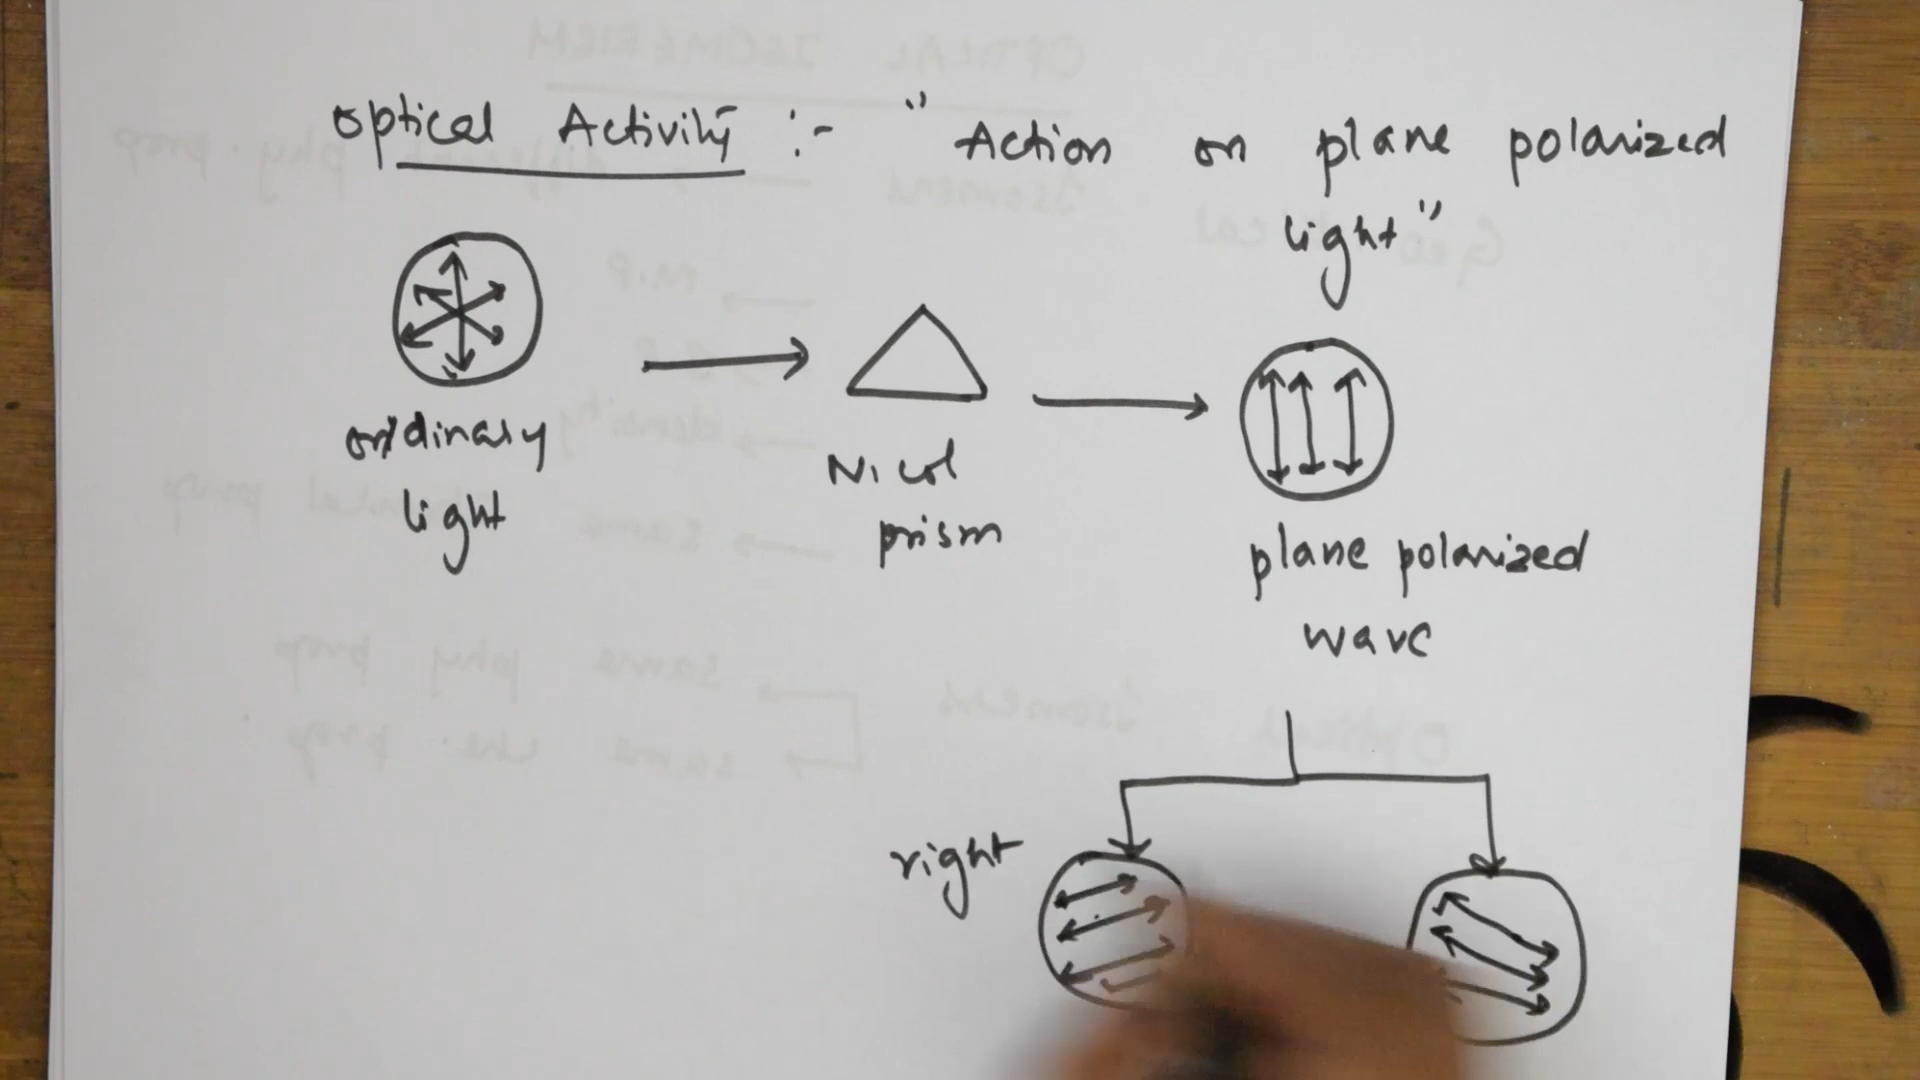 optical Activity :- " Action on plane polarized
light "
ordinary
light
Nicol
prism
plane polarized
wave
right